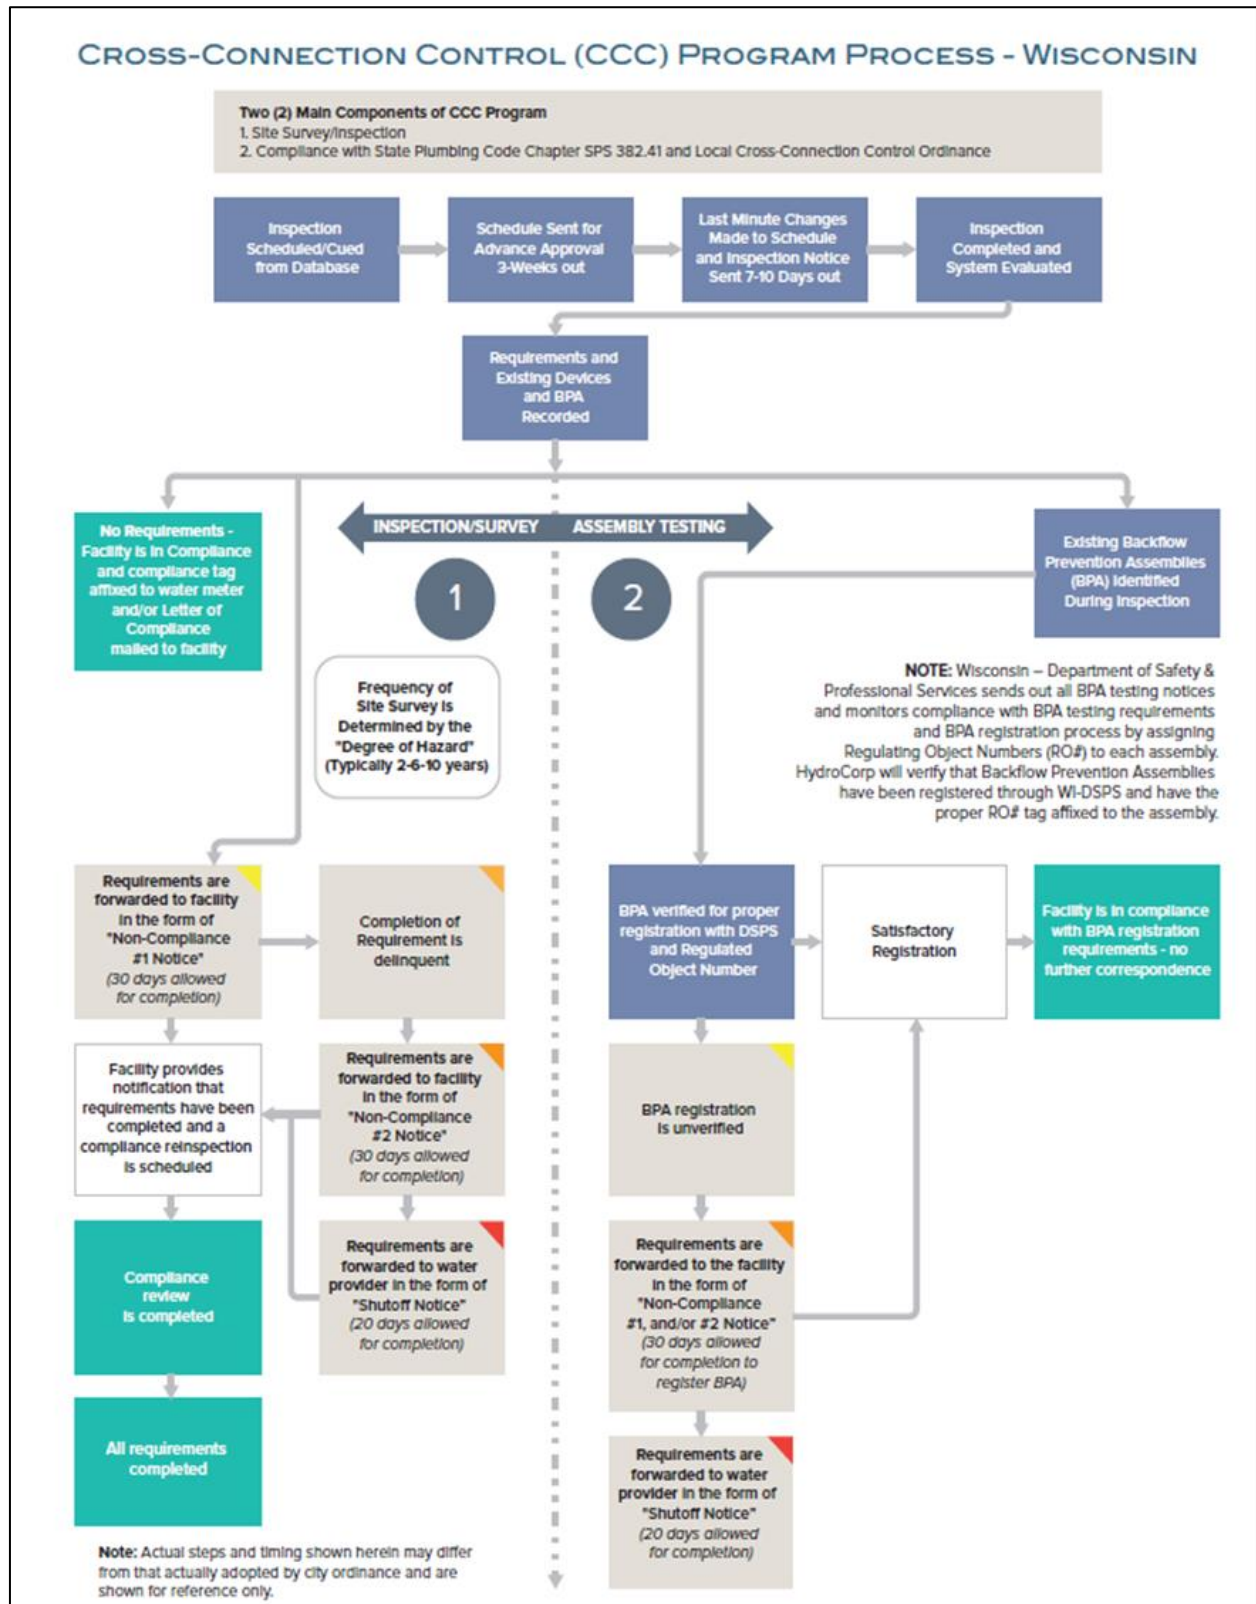 CROSS-CONNECTION CONTROL (CCC) PROGRAM PROCESS - WISCONSIN
Two (2) Main Components of CCC Program
1. Site Survey/Inspection
2. Compliance with State Plumbing Code Chapter SPS 382.41 and Local Cross-Connection Control Ordinance
Inspection
Scheduled/Cued
from Database
Schedule Sent for
Advance Approval
3-Weeks out
Last Minute Changes
Made to Schedule
and Inspection Notice
Sent 7-10 Days out
Inspection
Completed and
System Evaluated
Requirements and
Existing Devices
and BPA
Recorded
No Requirements -
Facility is in Compliance
and compliance tag
affixed to water meter
and/or Letter of
Compliance
mailed to facility
INSPECTION/SURVEY
ASSEMBLY TESTING
1
2
Existing Backflow
Prevention Assemblies
(BPA) Identified
During Inspection
Frequency of
Site Survey is
Determined by the
"Degree of Hazard"
(Typically 2-6-10 years)
NOTE: Wisconsin – Department of Safety &
Professional Services sends out all BPA testing notices
and monitors compliance with BPA testing requirements
and BPA registration process by assigning
Regulating Object Numbers (RO#) to each assembly.
HydroCorp will verify that Backflow Prevention Assemblies
have been registered through WI-DSPS and have the
proper RO# tag affixed to the assembly.
Requirements are
forwarded to facility
in the form of
"Non-Compliance
#1 Notice"
(30 days allowed
for completion)
Completion of
Requirement is
delinquent
BPA verified for proper
registration with DSPS
and Regulated
Object Number
Satisfactory
Registration
Facility is in compliance
with BPA registration
requirements - no
further correspondence
Facility provides
notification that
requirements have been
completed and a
compliance reinspection
is scheduled
Requirements are
forwarded to facility
in the form of
"Non-Compliance
#2 Notice"
(30 days allowed
for completion)
BPA registration
is unverified
Compliance
review
is completed
Requirements are
forwarded to water
provider in the form of
"Shutoff Notice"
(20 days allowed
for completion)
Requirements are
forwarded to the facility
in the form of
"Non-Compliance
#1, and/or #2 Notice"
(30 days allowed
for completion to
register BPA)
All requirements
completed
Requirements are
forwarded to water
provider in the form of
"Shutoff Notice"
(20 days allowed
for completion)
Note: Actual steps and timing shown herein may differ
from that actually adopted by city ordinance and are
shown for reference only.